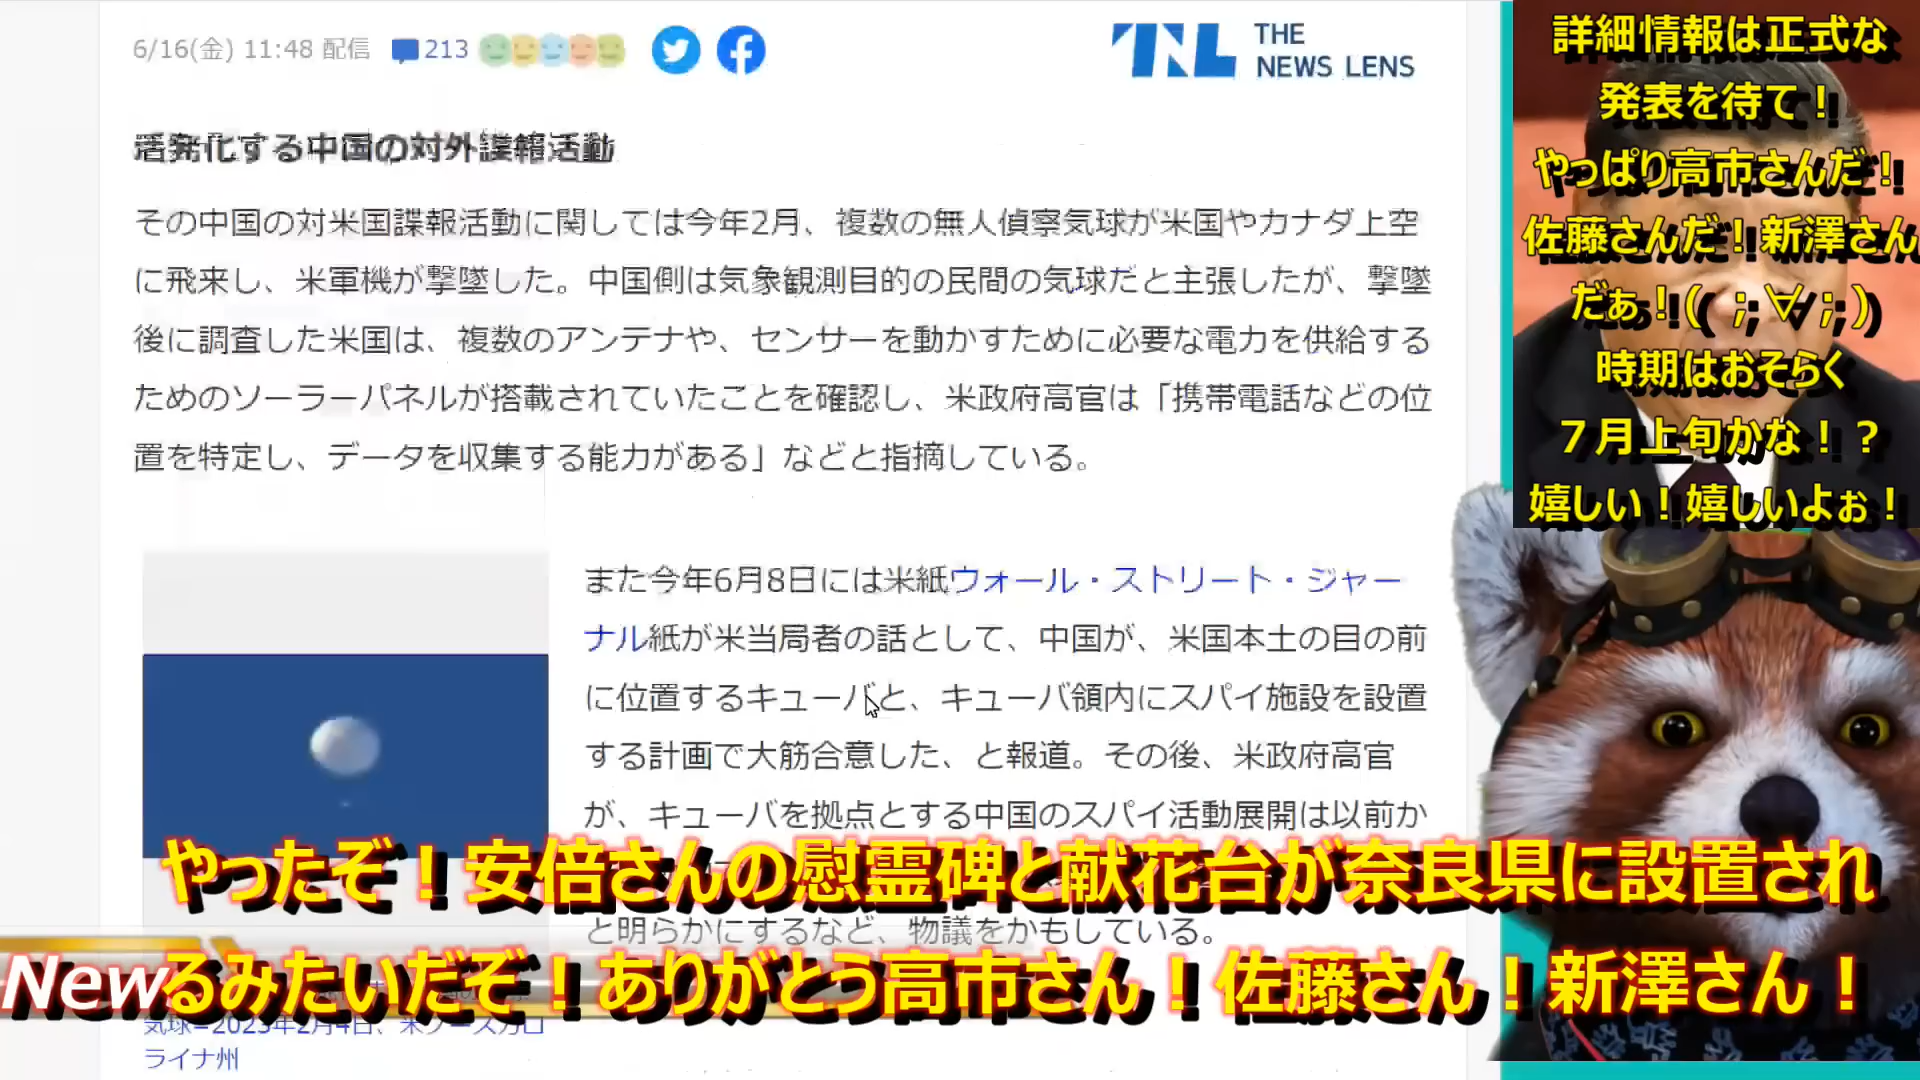 6/16(金) 11:48 配信
213
THE
NEWS LENS
活発化する中国の対外諜報活動
その中国の対米国諜報活動に関しては今年2月、複数の無人偵察気球が米国やカナダ上空
に飛来し、米軍機が撃墜した。中国側は気象観測目的の民間の気球だと主張したが、撃墜
後に調査した米国は、複数のアンテナや、センサーを動かすために必要な電力を供給する
ためのソーラーパネルが搭載されていたことを確認し、米政府高官は「携帯電話などの位
置を特定し、データを収集する能力がある」などと指摘している。
また今年6月8日には米紙ウォール・ストリート・ジャー
ナル紙が米当局者の話として、中国が、米国本土の目の前
に位置するキューバと、キューバ領内にスパイ施設を設置
する計画で大筋合意した、と報道。その後、米政府高官
が、キューバを拠点とする中国のスパイ活動展開は以前か
と明らかにするなど、物議をかもしている。
気球=2023年2月4日、米ノースカロ
ライナ州
詳細情報は正式な
発表を待て！
やっぱり高市さんだ！
佐藤さんだ！新澤さん
だぁ！( ；∀；)
時期はおそらく
７月上旬かな！？
嬉しい！嬉しいよぉ！
やったぞ！安倍さんの慰霊碑と献花台が奈良県に設置され
Newるみたいだぞ！ありがとう高市さん！佐藤さん！新澤さん！